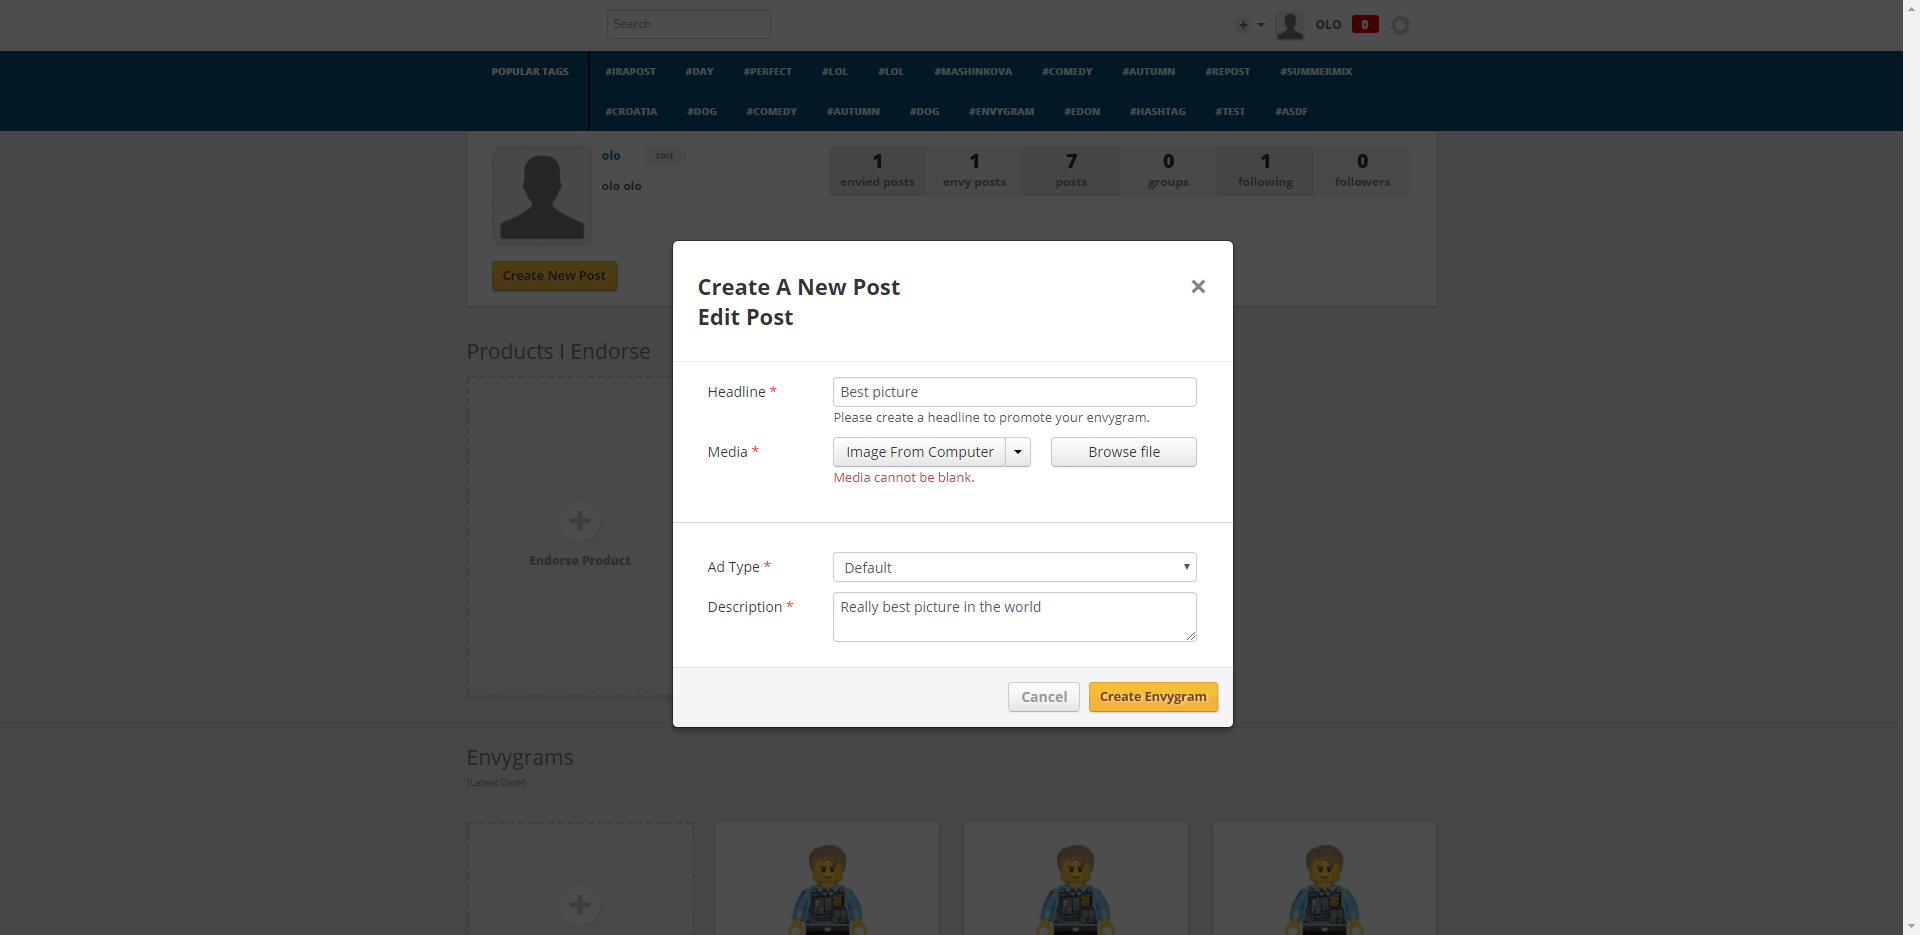 Search
+
OLO 0
POPULAR TAGS #IRAPOST #DAY #PERFECT #LOL #LOL #MASHINKOVA #COMEDY #AUTUMN #REPOST #SUMMERMIX
#CROATIA #DOG #COMEDY #AUTUMN #DOG #ENVYGRAM #EDON #HASHTAG #TEST #ASDF
olo EDIT
olo olo
1 1 7 0 1 0
envied posts envy posts posts groups following followers
Create New Post
Products I Endorse
Endorse Product
Create A New Post
Edit Post
Headline * Best picture
Please create a headline to promote your envygram.
Media * Image From Computer Browse file
Media cannot be blank.
Ad Type * Default
Description * Really best picture in the world
Cancel Create Envygram
Envygrams
[Latest Date]